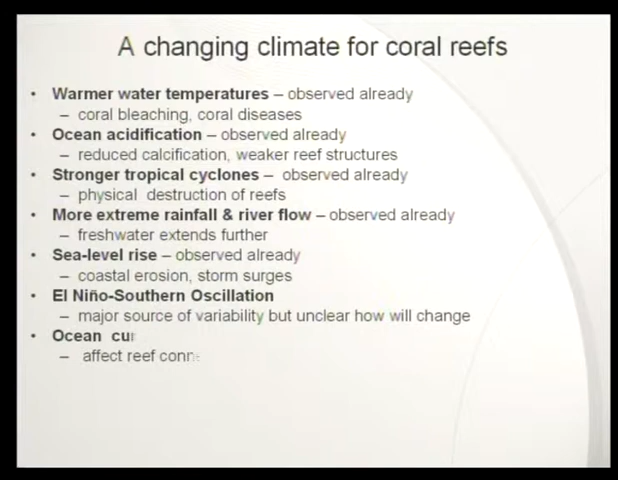 A changing climate for coral reefs
• Warmer water temperatures – observed already
– coral bleaching, coral diseases
• Ocean acidification – observed already
– reduced calcification, weaker reef structures
• Stronger tropical cyclones – observed already
– physical destruction of reefs
• More extreme rainfall & river flow – observed already
– freshwater extends further
• Sea-level rise – observed already
– coastal erosion, storm surges
• El Niño-Southern Oscillation
– major source of variability but unclear how will change
• Ocean
– affect reef